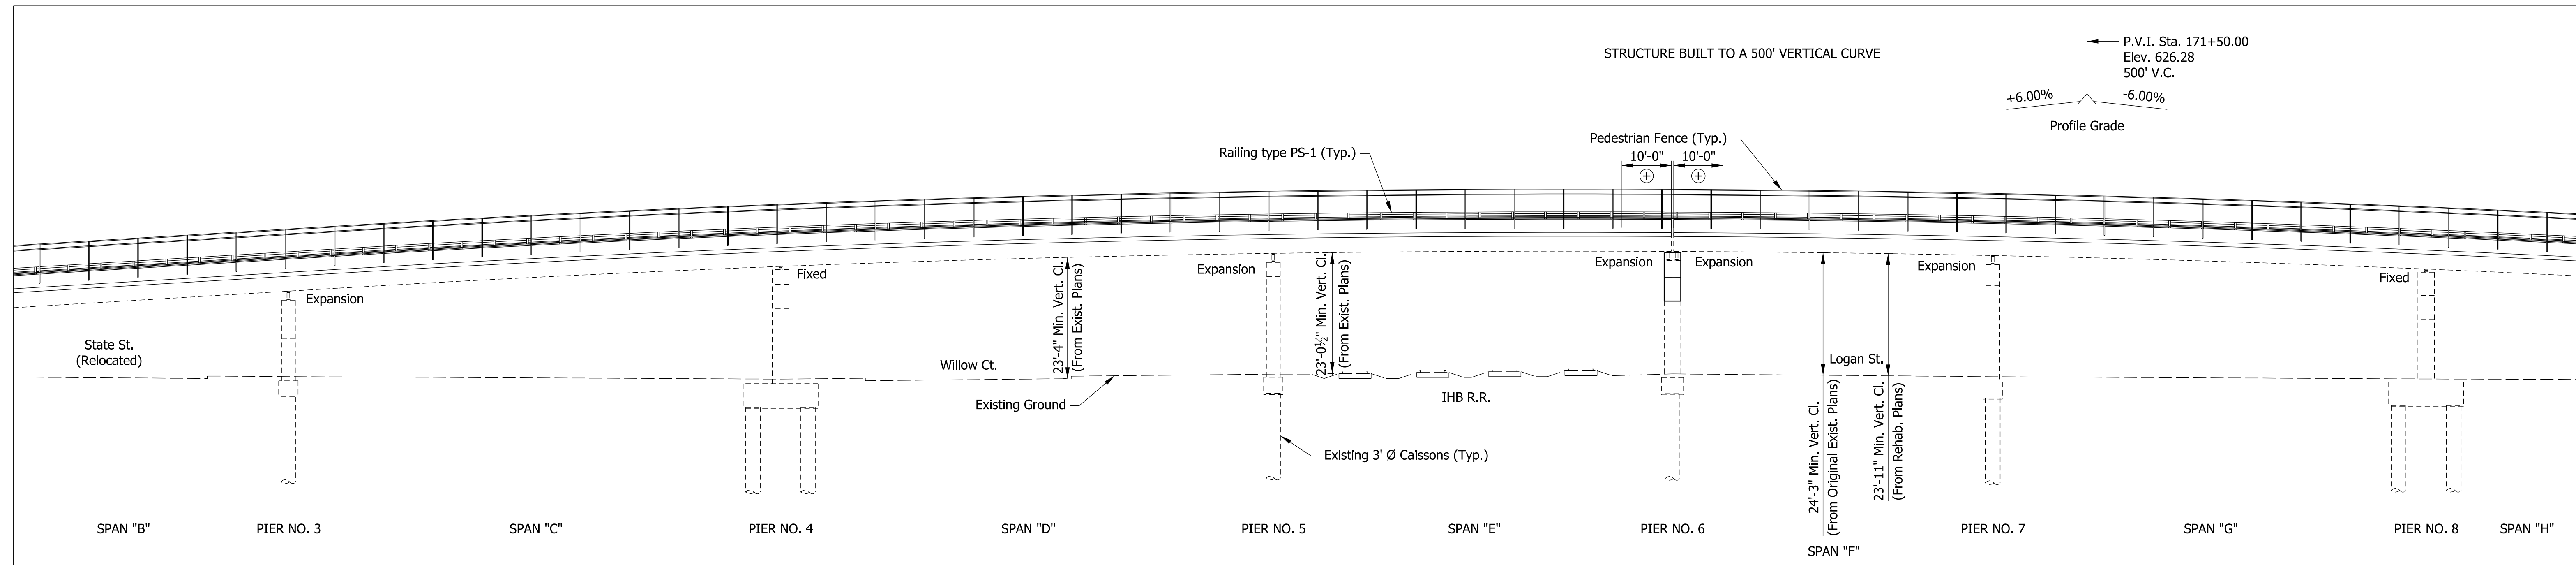 STRUCTURE BUILT TO A 500' VERTICAL CURVE
P.V.I. Sta. 171+50.00
Elev. 626.28
500' V.C.
+6.00%
-6.00%
Profile Grade
Railing type PS-1 (Typ.)
Pedestrian Fence (Typ.)
10'-0"
10'-0"
Expansion
Fixed
Expansion
Expansion
Expansion
Expansion
Fixed
State St.
(Relocated)
Willow Ct.
23'-4" Min. Vert. Cl.
(From Exist. Plans)
Existing Ground
23'-0½" Min. Vert. Cl.
(From Exist. Plans)
IHB R.R.
Existing 3' Ø Caissons (Typ.)
Logan St.
24'-3" Min. Vert. Cl.
(From Original Exist. Plans)
23'-11" Min. Vert. Cl.
(From Rehab. Plans)
SPAN "B"
PIER NO. 3
SPAN "C"
PIER NO. 4
SPAN "D"
PIER NO. 5
SPAN "E"
PIER NO. 6
SPAN "F"
PIER NO. 7
SPAN "G"
PIER NO. 8
SPAN "H"